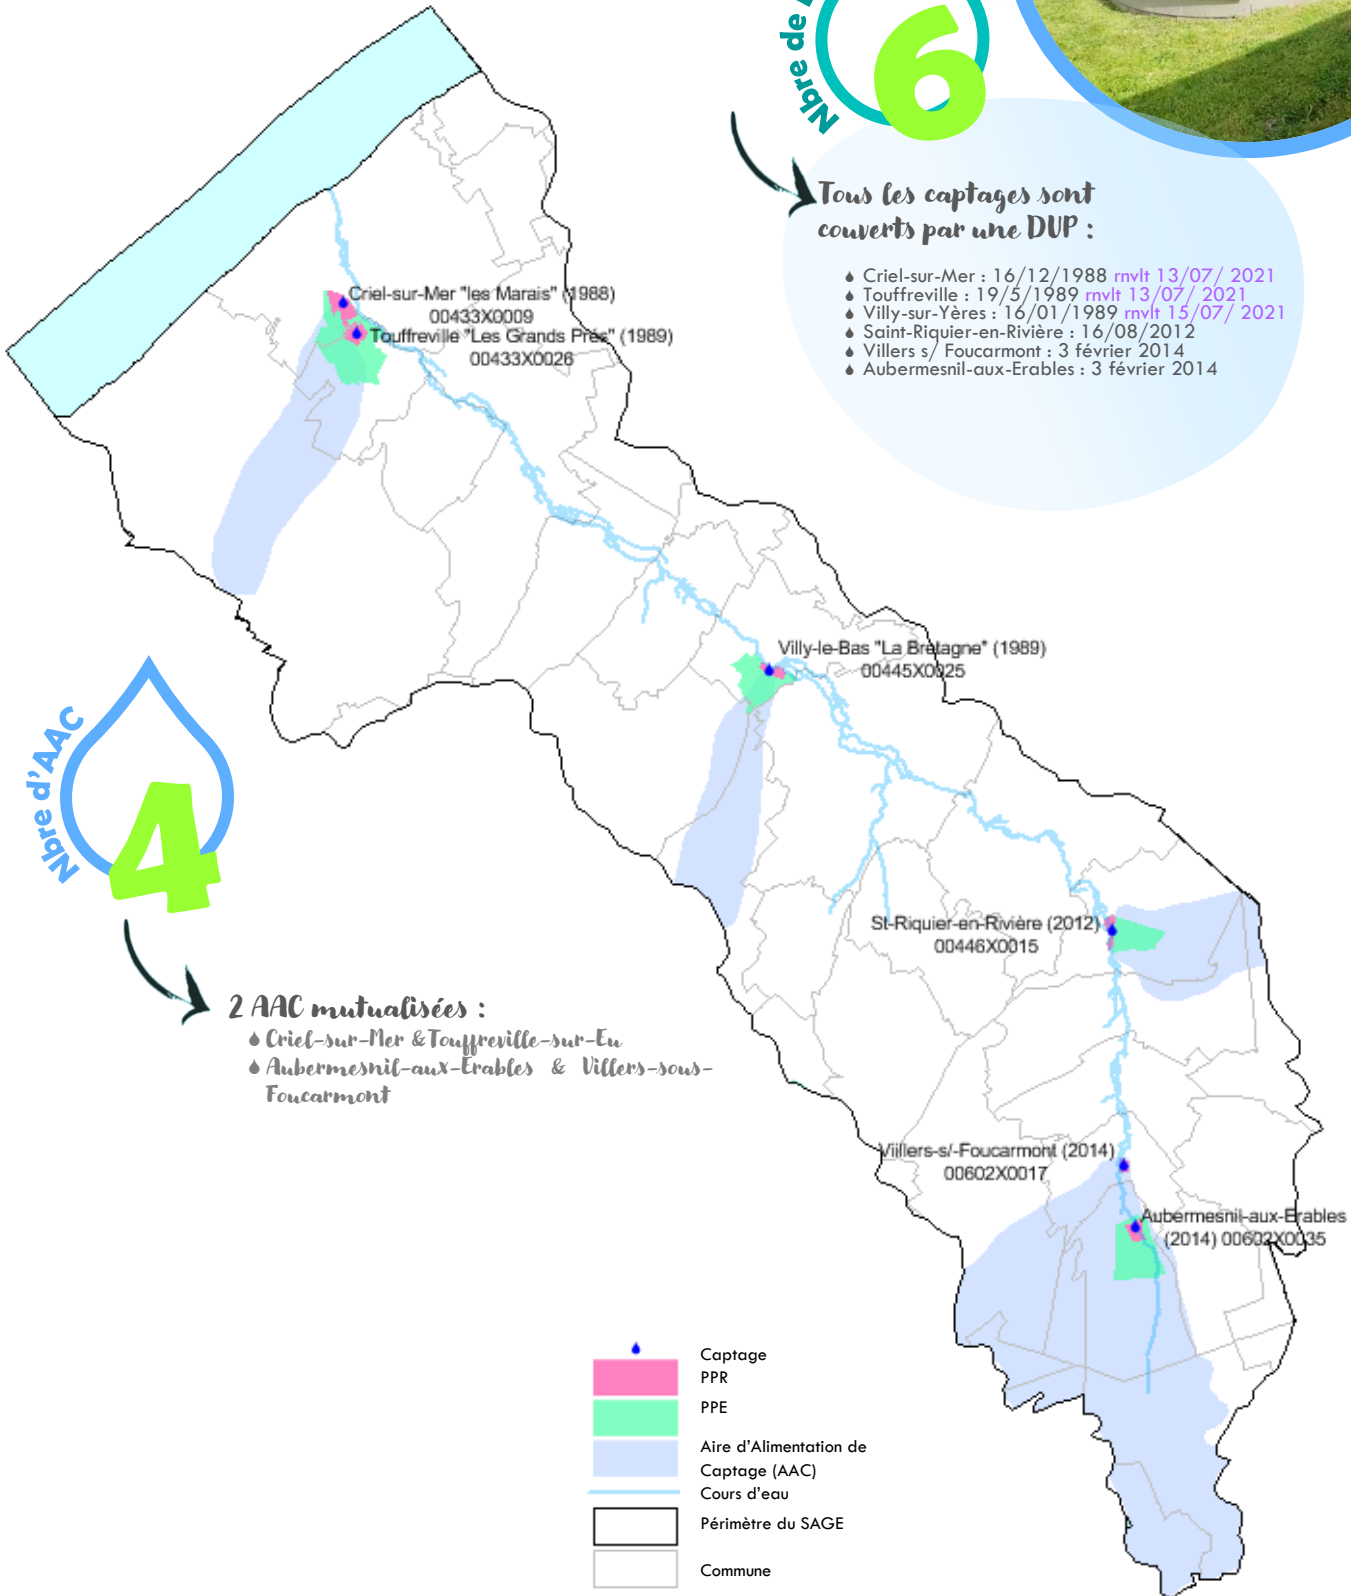 Nbre de
6
Tous les captages sont
couverts par une DUP :
Criel-sur-Mer : 16/12/1988 rnvlt 13/07/ 2021
Touffreville : 19/5/1989 rnvlt 13/07/ 2021
Villy-sur-Yères : 16/01/1989 rnvlt 15/07/ 2021
Saint-Riquier-en-Rivière : 16/08/2012
Villers s/ Foucarmont : 3 février 2014
Aubermesnil-aux-Erables : 3 février 2014
Criel-sur-Mer "les Marais" (1988)
00433X0009
Touffreville "Les Grands Prés" (1989)
00433X0026
Villy-le-Bas "La Bretagne" (1989)
00445X0025
Nbre d'AAC
4
2 AAC mutualisées :
Criel-sur-Mer & Touffreville-sur-Eu
Aubermesnil-aux-Erables & Villers-sous-
Foucarmont
St-Riquier-en-Rivière (2012)
00446X0015
Viillers-s/-Foucarmont (2014)
00602X0017
Aubermesnil-aux-Erables
(2014) 00602X0035
Captage
PPR
PPE
Aire d'Alimentation de
Captage (AAC)
Cours d'eau
Périmètre du SAGE
Commune